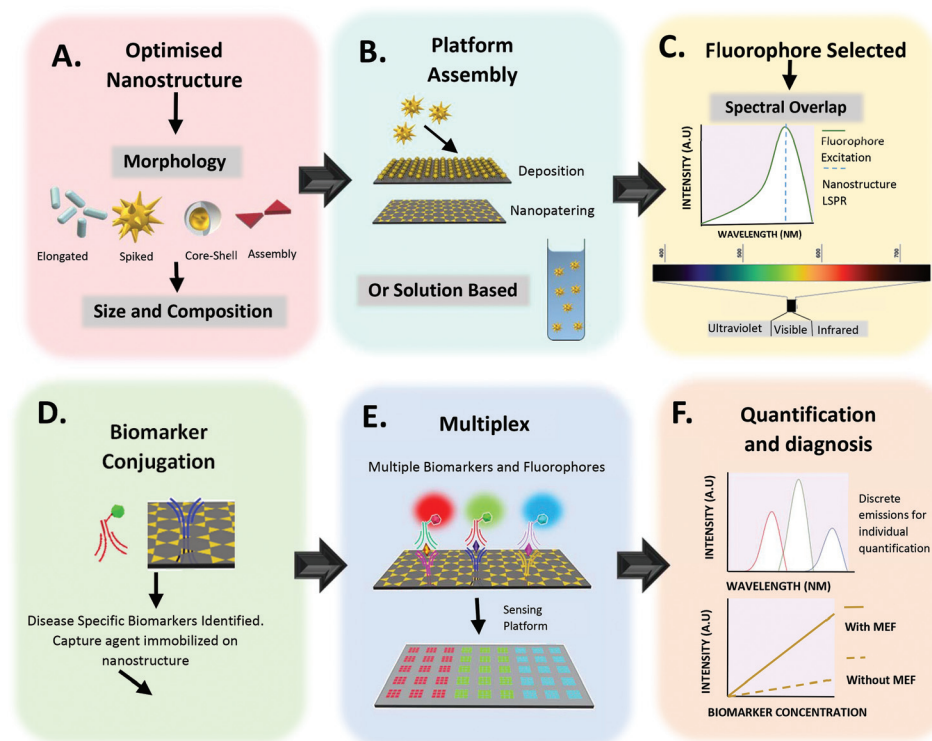 A.
Optimised
Nanostructure
Morphology
Elongated
Spiked
Core-Shell
Assembly
Size and Composition
B.
Platform
Assembly
Deposition
Nanopatering
Or Solution Based
C.
Fluorophore Selected
Spectral Overlap
INTENSITY (A.U)
WAVELENGTH (NM)
Fluorophore
Excitation
Nanostructure
LSPR
400
500
600
700
Ultraviolet
Visible
Infrared
D.
Biomarker
Conjugation
Disease Specific Biomarkers Identified.
Capture agent immobilized on
nanostructure
E.
Multiplex
Multiple Biomarkers and Fluorophores
Sensing
Platform
F.
Quantification
and diagnosis
INTENSITY (A.U)
WAVELENGTH (NM)
Discrete
emissions for
individual
quantification
INTENSITY (A.U)
BIOMARKER CONCENTRATION
With MEF
Without MEF